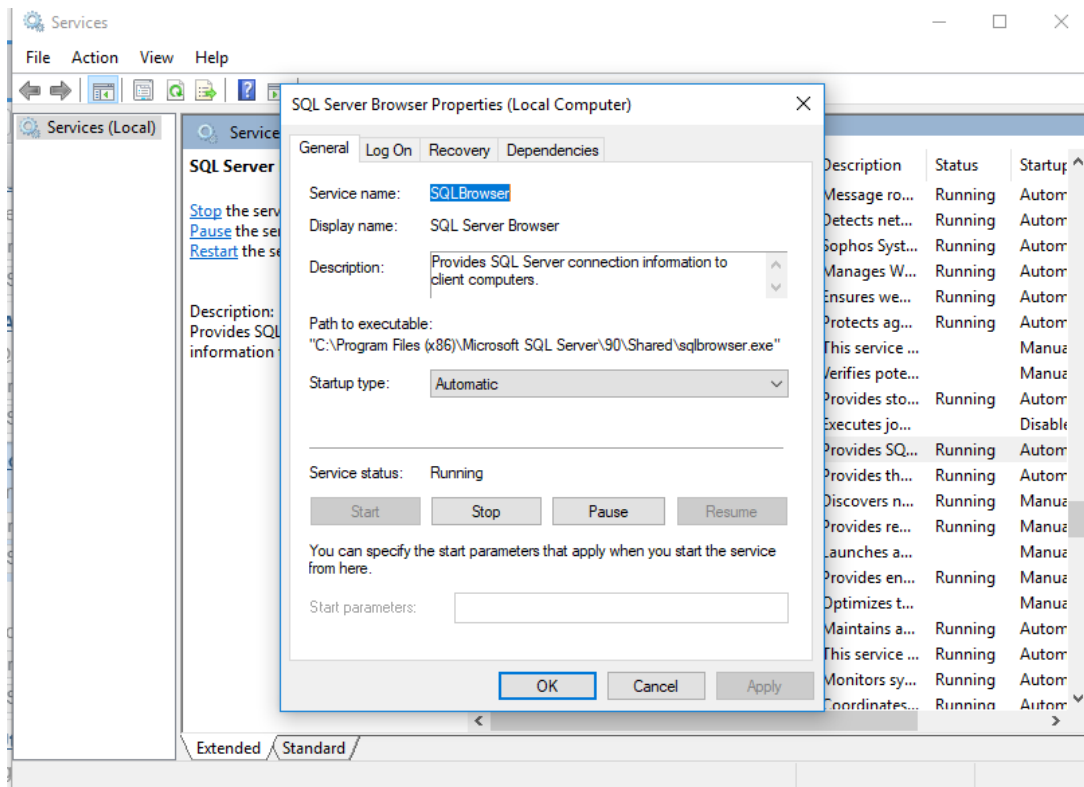 Services
File Action View Help
Services (Local)
Service
SQL Server
Stop the serv
Pause the se
Restart the se
Description:
Provides SQL
information
SQL Server Browser Properties (Local Computer)
General Log On Recovery Dependencies
Service name: SQLBrowser
Display name: SQL Server Browser
Description: Provides SQL Server connection information to
client computers.
Path to executable:
"C:\Program Files (x86)\Microsoft SQL Server\90\Shared\sqlbrowser.exe"
Startup type: Automatic
Service status: Running
Start Stop Pause Resume
You can specify the start parameters that apply when you start the service
from here.
Start parameters:
OK Cancel Apply
Description Status Startup
Message ro... Running Autom
Detects net... Running Autom
Sophos Syst... Running Autom
Manages W... Running Autom
Ensures we... Running Autom
Protects ag... Running Autom
This service ... Manua
Verifies pote... Manua
Provides sto... Running Autom
Executes jo... Disable
Provides SQ... Running Autom
Provides th... Running Autom
Discovers n... Running Manua
Provides re... Running Manua
Launches a... Manua
Provides en... Running Manua
Optimizes t... Manua
Maintains a... Running Autom
This service ... Running Autom
Monitors sy... Running Autom
Coordinates... Running Autom
Extended Standard